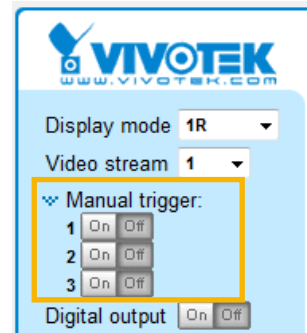 VIVOTEK
www.vivotek.com
Display mode 1R
Video stream 1
Manual trigger:
1 On Off
2 On Off
3 On Off
Digital output On Off